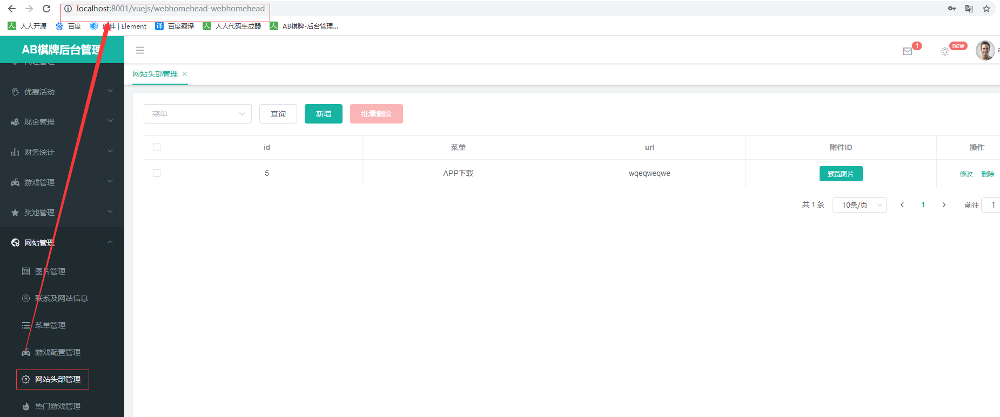 localhost:8001/vuejs/webhomehead-webhomehead
人人开源 百度 组件 | Element 百度翻译 人人代码生成器 AB棋牌-后台管理...
AB棋牌后台管理
1
new
代理管理
网站头部管理
优惠活动
现金管理
财务统计
游戏管理
奖池管理
网站管理
图片管理
联系及网站信息
菜单管理
游戏配置管理
网站头部管理
热门游戏管理
菜单 查询 新增 批量删除
id 菜单 url 附件ID 操作
5 APP下载 wqeqweqwe 预览图片 修改 删除
共 1 条 10条/页 1 前往 1